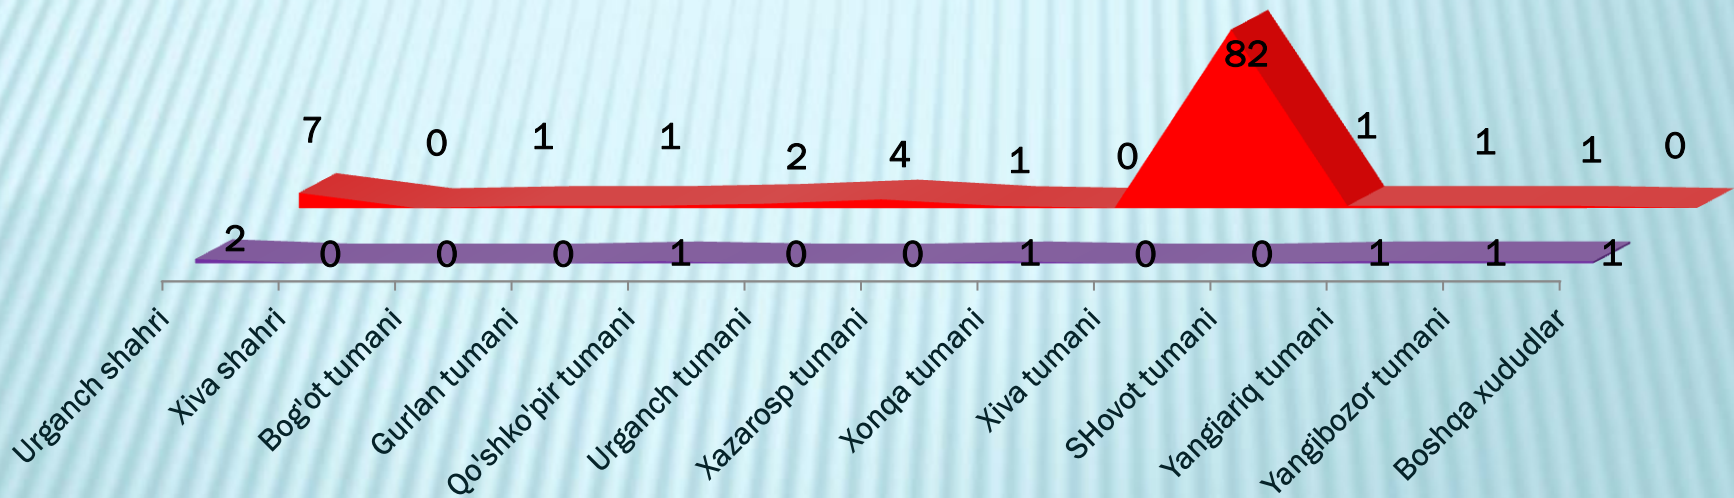 82
7 0 1 1 2 4 1 0 1 1 1 0
2 0 0 0 1 0 0 1 0 0 1 1 1
Urganch shahri
Xiva shahri
Bog'ot tumani
Gurlan tumani
Qo'shko'pir tumani
Urganch tumani
Xazarosp tumani
Xonqa tumani
Xiva tumani
SHovot tumani
Yangiariq tumani
Yangibozor tumani
Boshqa xududlar